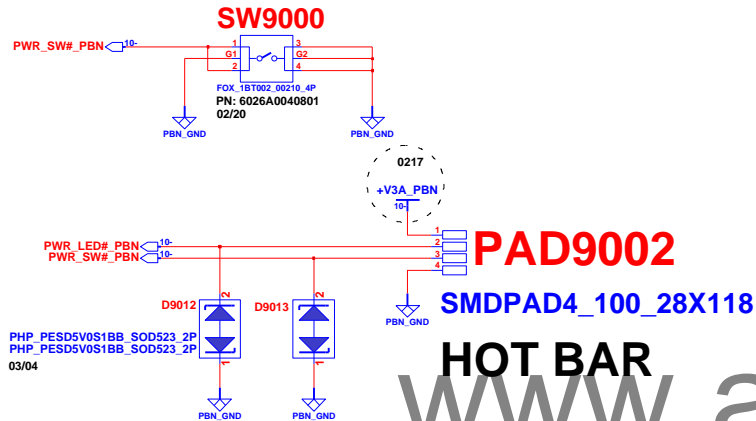 SW9000
PWR_SW#_PBN 10-
1 3
G1 G2
2 4
FOX_1BT002_00210_4P
PN: 6026A0040801
02/20
PBN_GND PBN_GND
0217
+V3A_PBN
10-
1
PWR_LED#_PBN 10- 2
PWR_SW#_PBN 10- 3
4
PAD9002
PBN_GND
SMDPAD4_100_28X118
2 2
D9012 D9013
PHP_PESD5V0S1BB_SOD523_2P
PHP_PESD5V0S1BB_SOD523_2P
1 1
03/04
HOT BAR
PBN_GND PBN_GND
www.a